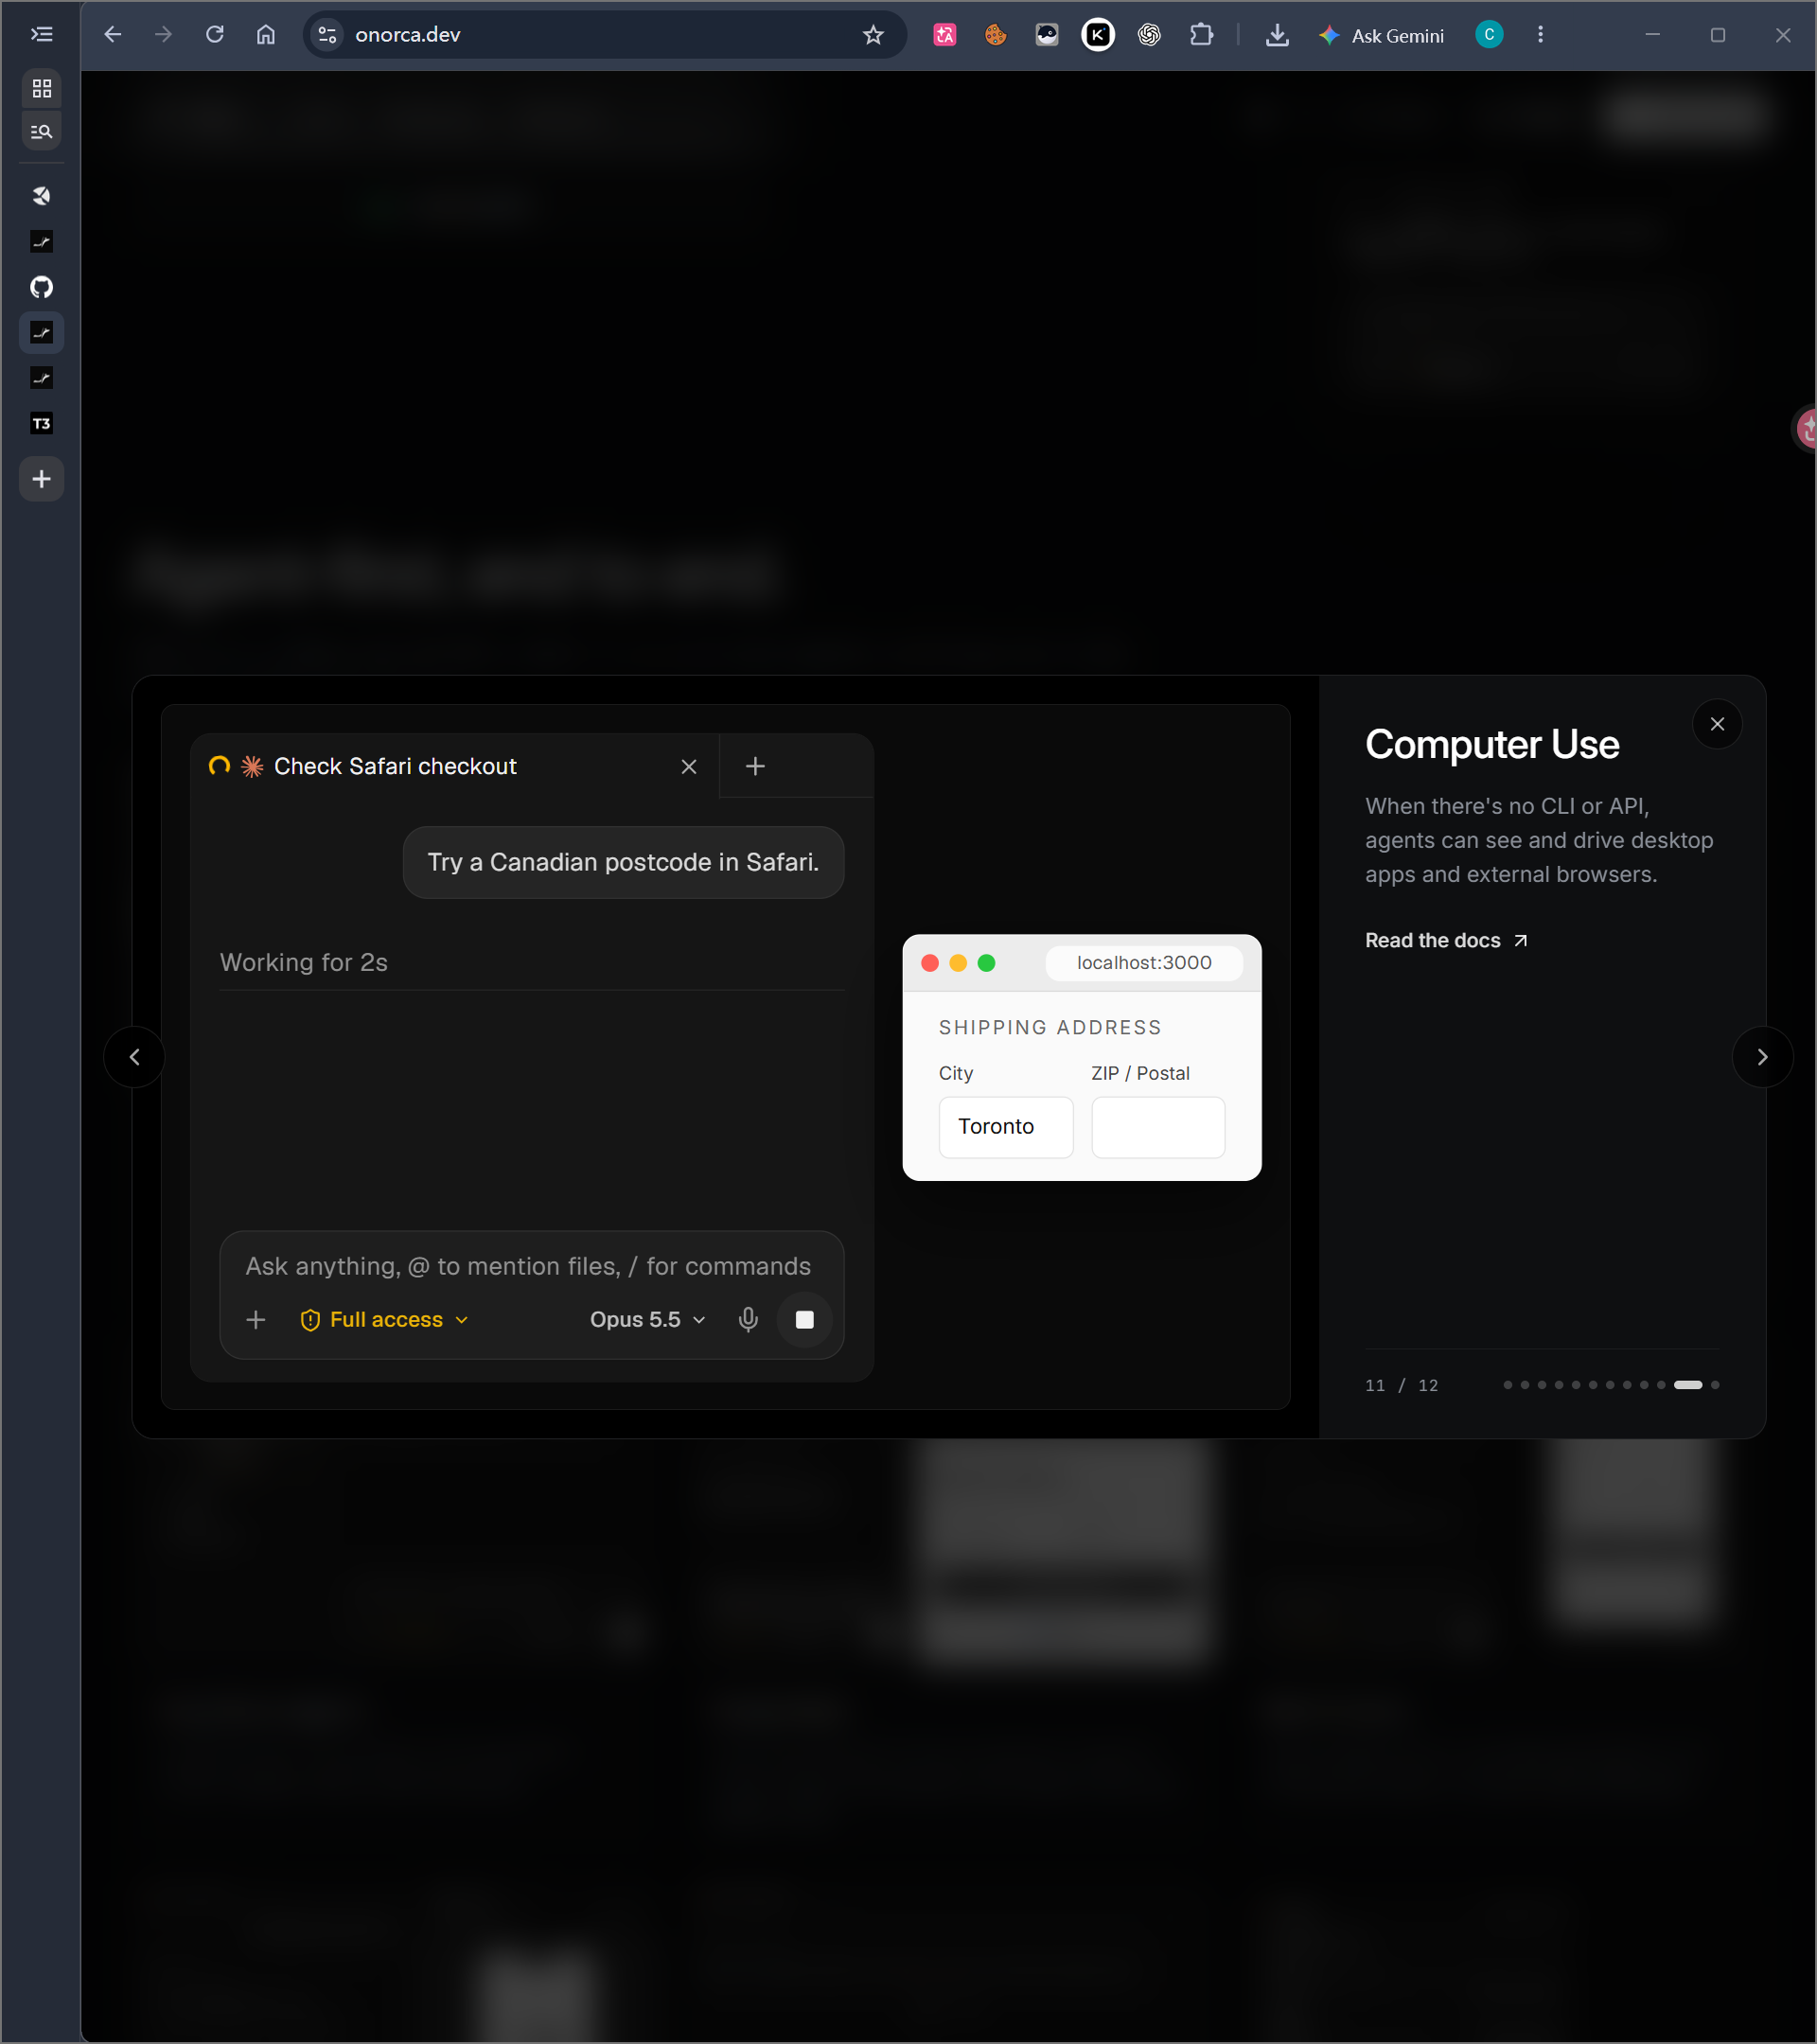 onorca.dev
Ask Gemini
C
T3
Check Safari checkout
Try a Canadian postcode in Safari.
Working for 2s
Ask anything, @ to mention files, / for commands
Full access
Opus 5.5
localhost:3000
SHIPPING ADDRESS
City
ZIP / Postal
Toronto
Computer Use
When there's no CLI or API,
agents can see and drive desktop
apps and external browsers.
Read the docs
11 / 12